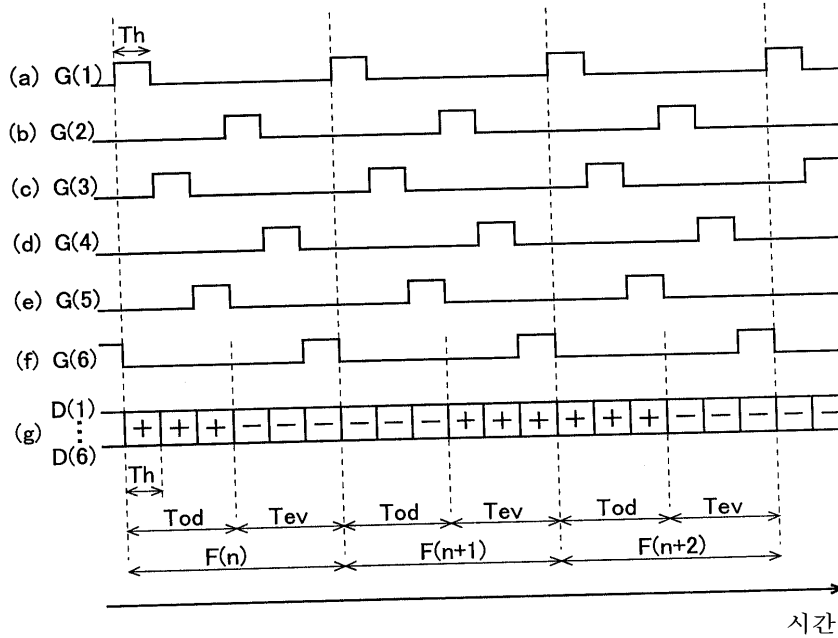 Th
(a) G(1)
(b) G(2)
(c) G(3)
(d) G(4)
(e) G(5)
(f) G(6)
(g) D(1)
D(6)
+ + + − − − − − − + + + + + + − − − − −
Th
Tod Tev Tod Tev Tod Tev
F(n) F(n+1) F(n+2)
시간